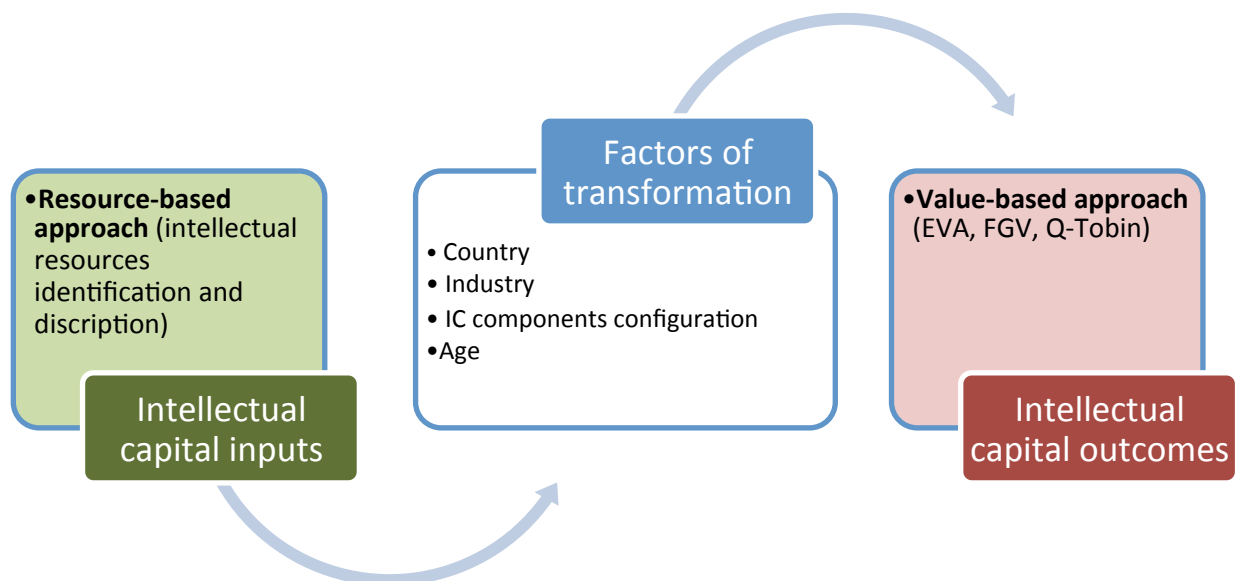 •Resource-based
approach (intellectual
resources
identification and
discription)
Intellectual
capital inputs
Factors of
transformation
• Country
• Industry
• IC components configuration
•Age
•Value-based approach
(EVA, FGV, Q-Tobin)
Intellectual
capital outcomes